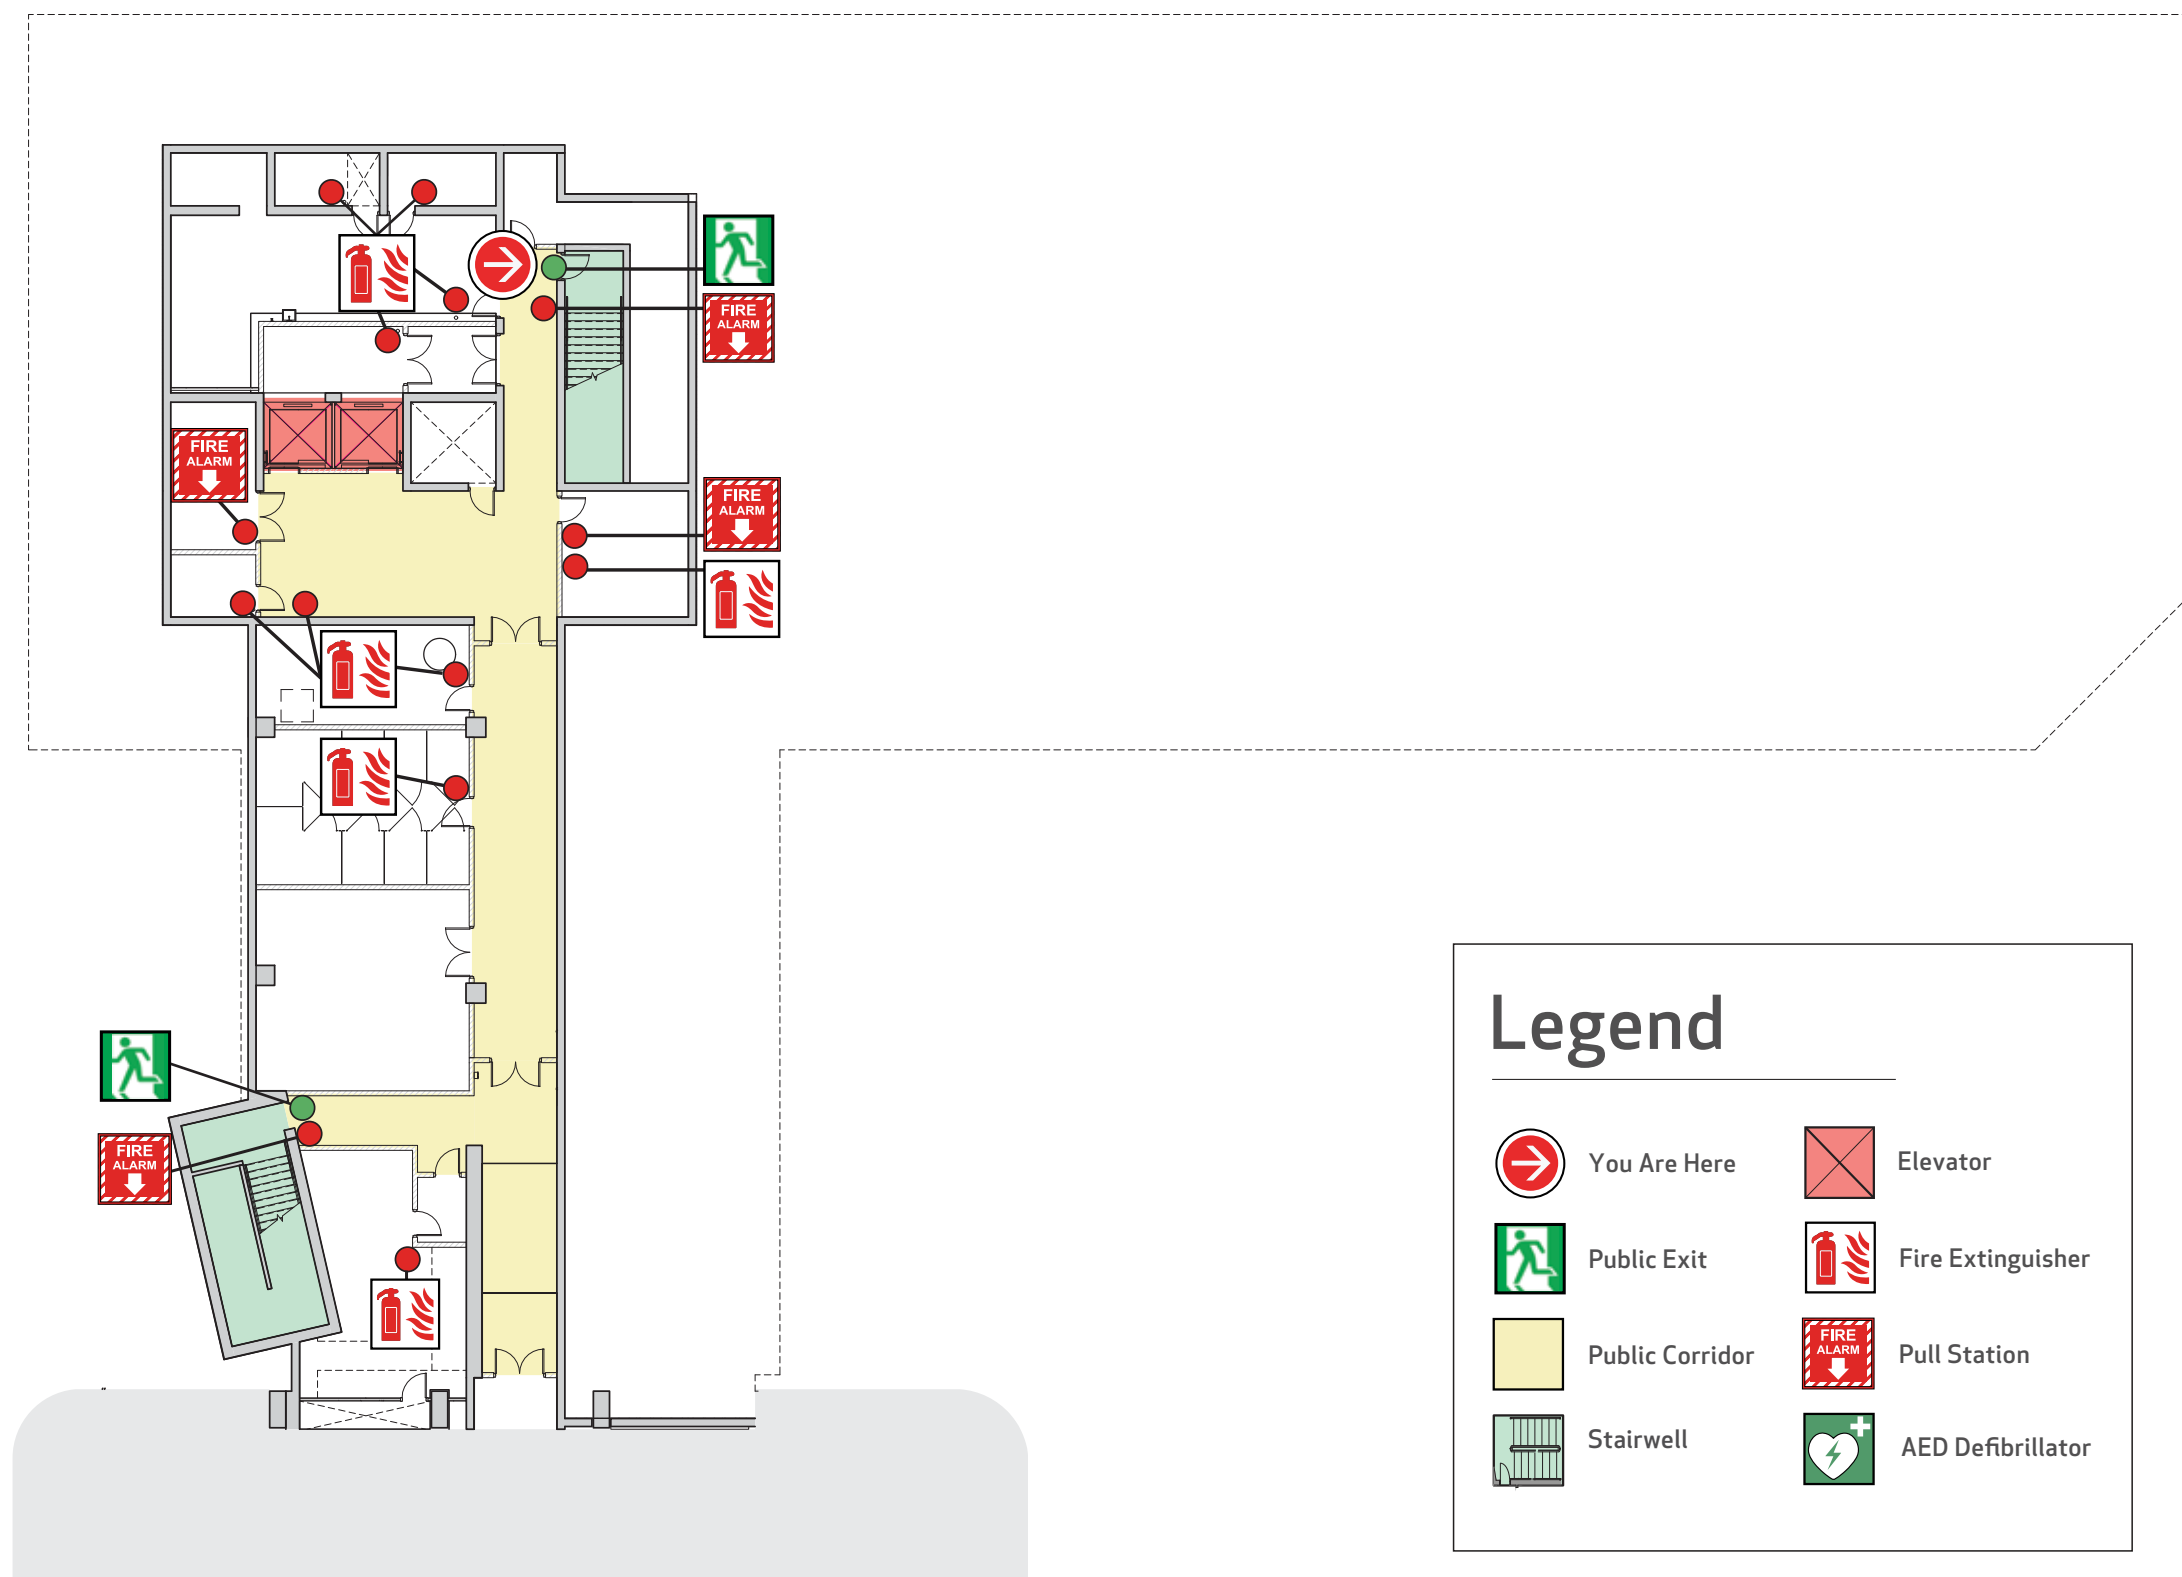 FIRE
ALARM
FIRE
ALARM
FIRE
ALARM
FIRE
ALARM
Legend
You Are Here
Elevator
Public Exit
Fire Extinguisher
Public Corridor
FIRE
ALARM
Pull Station
Stairwell
AED Defibrillator